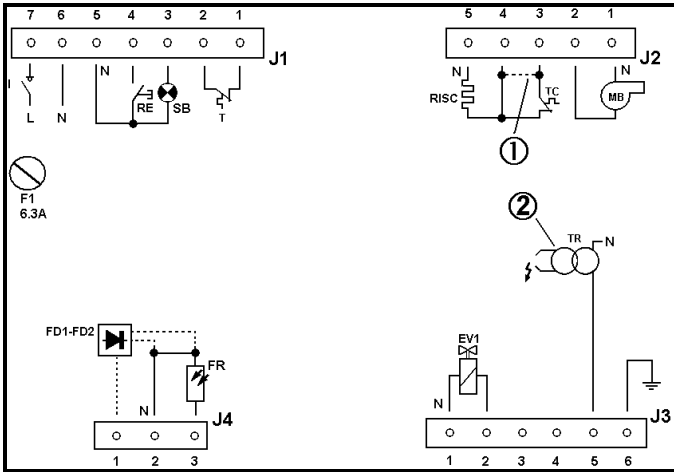 7 6 5 4 3 2 1
J1
I
L
N
N
RE
SB
T
5 4 3 2 1
J2
N
RISC
TC
N
MB
1
F1
6.3A
2
TR
N
FD1-FD2
FR
N
J4
1 2 3
EV1
N
J3
1 2 3 4 5 6